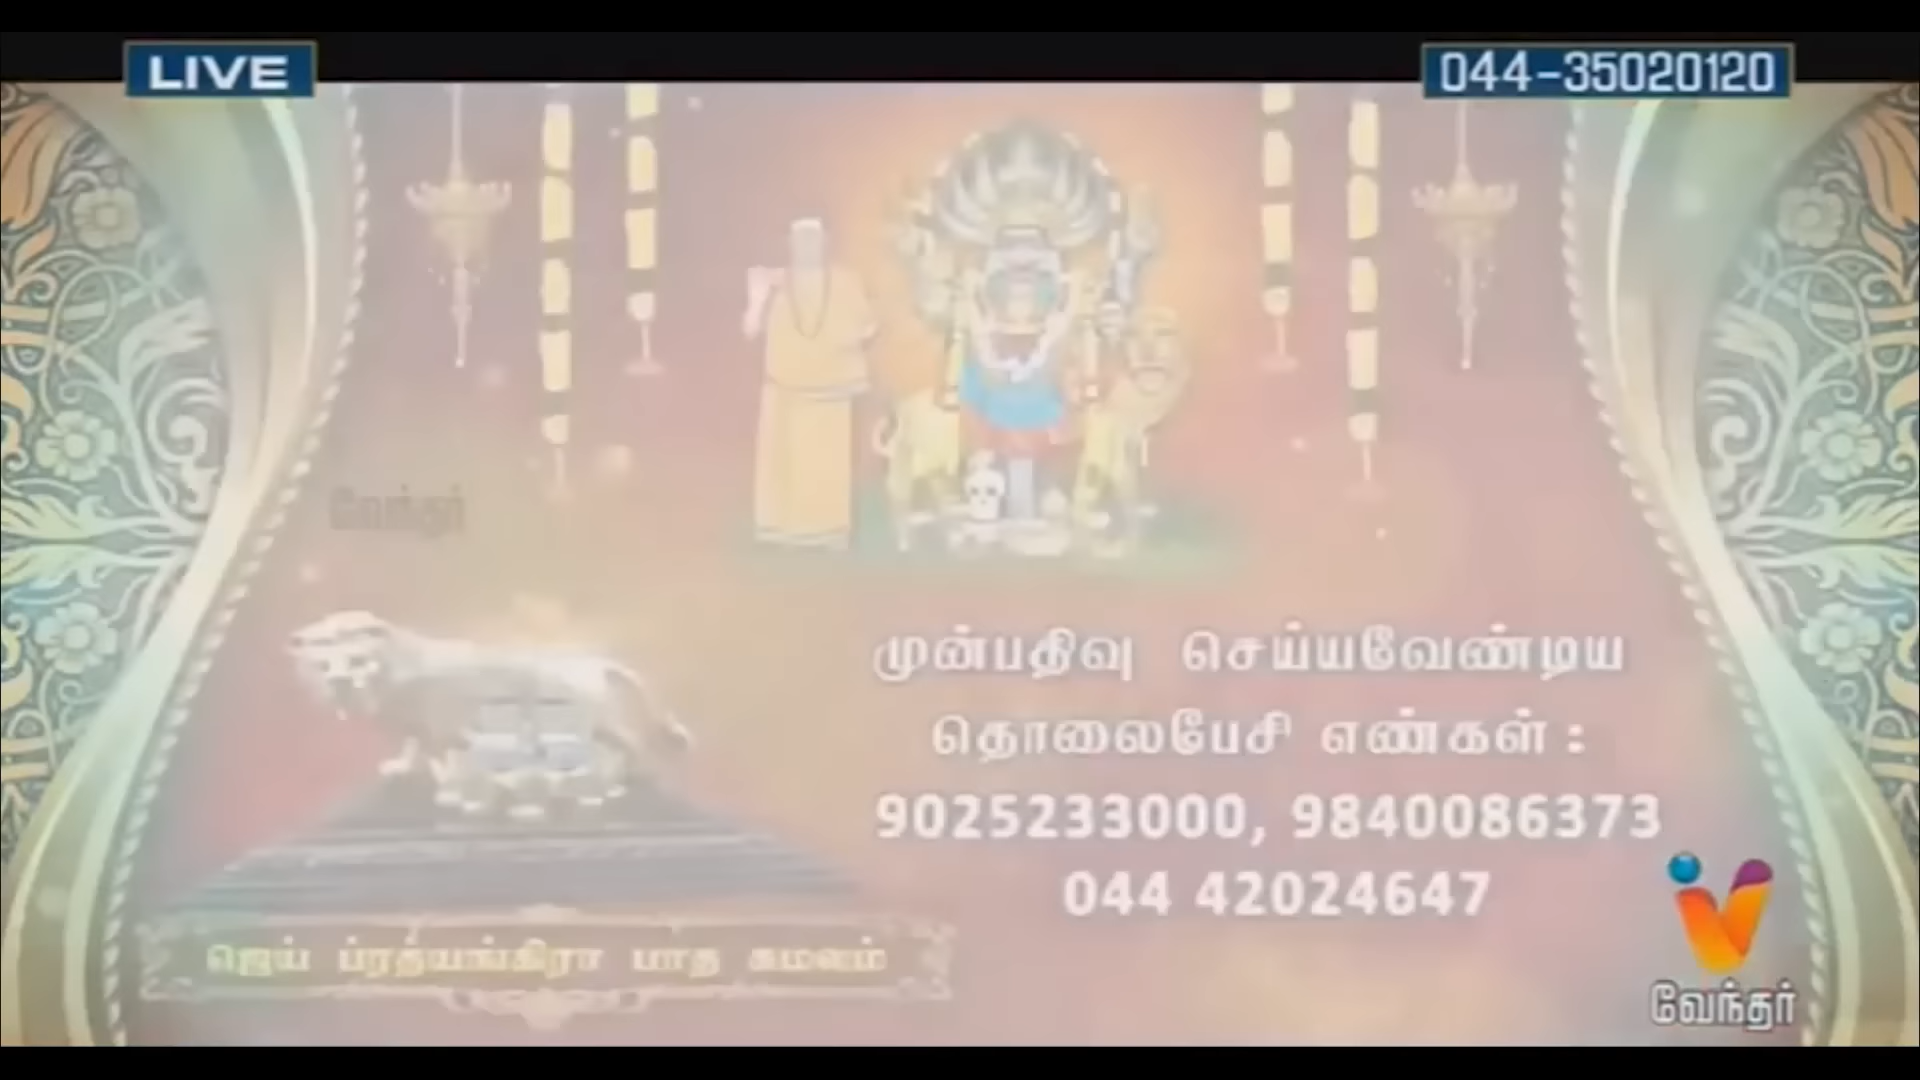 LIVE
044-35020120
வேந்தர்
முன்பதிவு செய்யவேண்டிய
தொலைபேசி எண்கள் :
9025233000, 9840086373
044 42024647
ஜெய் ப்ரத்யங்கிரா பாத கமலம்
வேந்தர்